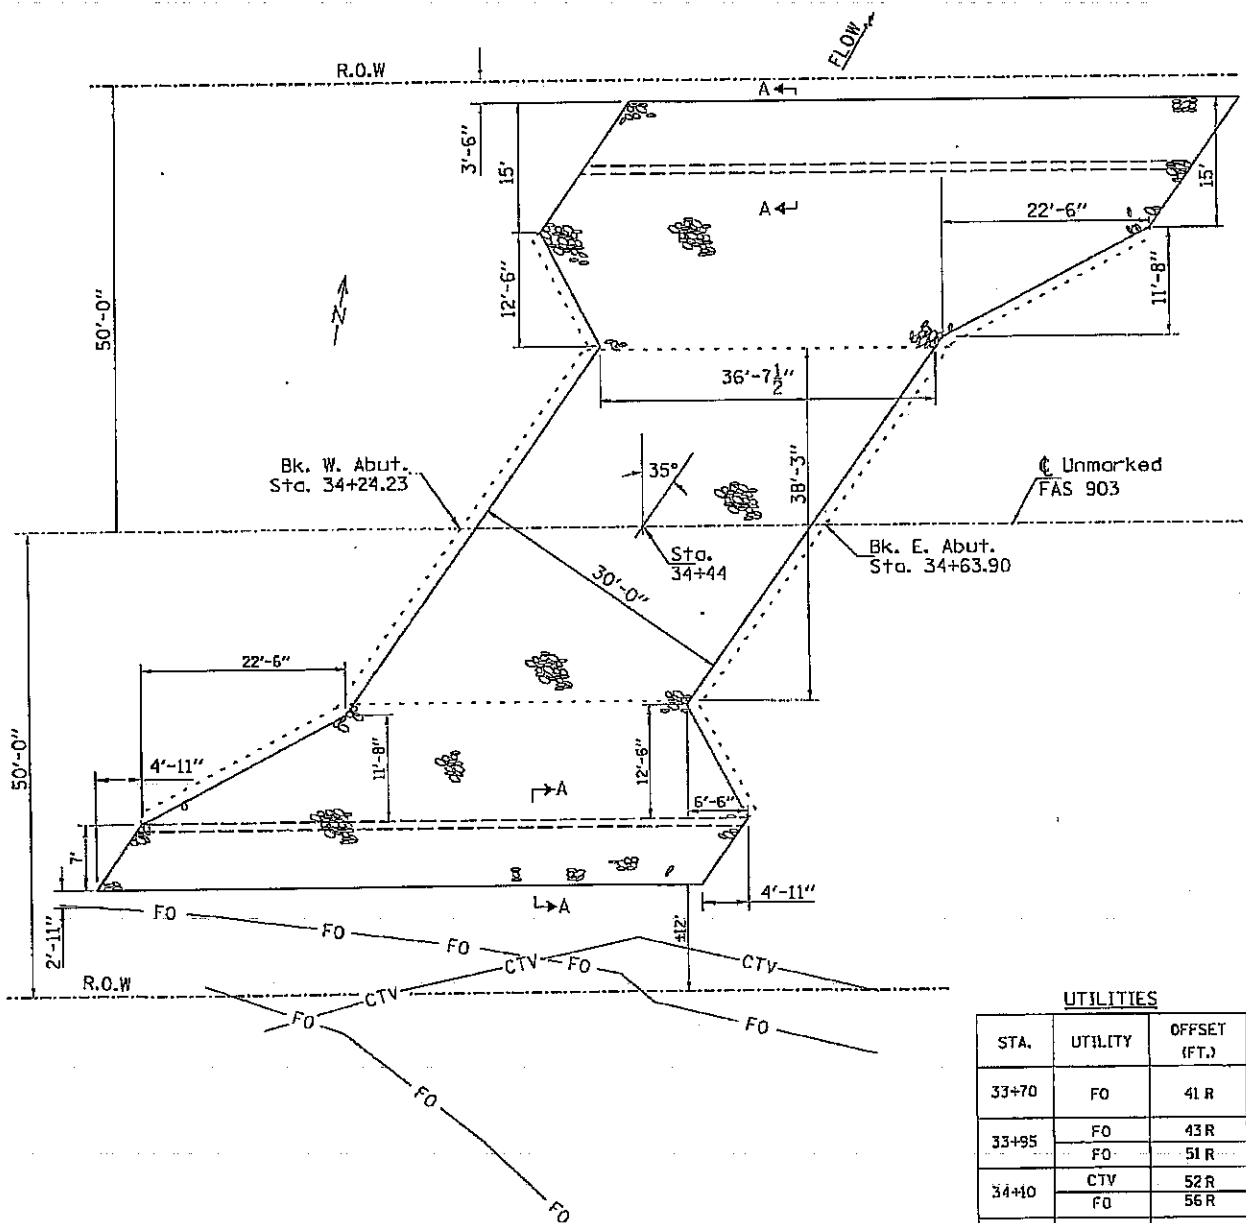 FLOW
R.O.W
A
3'-6"
15'
15'
A
22'-6"
12'-6"
11'-8"
50'-0"
N
36'-7 1/2"
38'-3"
35°
Bk. W. Abut.
Sta. 34+24.23
℄ Unmarked
FAS 903
Sta.
34+44
Bk. E. Abut.
Sta. 34+63.90
30'-0"
22'-6"
50'-0"
4'-11"
11'-8"
12'-6"
A
6'-6"
7'
4'-11"
A
2'-11"
FO
FO
FO
FO
CTV
CTV
±12'
R.O.W
CTV
FO
FO
FO
FO
UTILITIES
STA. UTILITY OFFSET
(FT.)
33+70 FO 41 R
33+95 FO 43 R
FO 51 R
34+10 CTV 52 R
FO 56 R